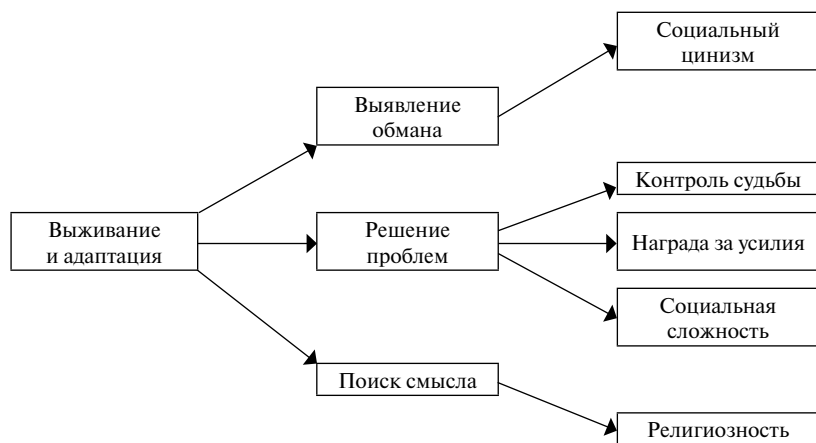 Социальный
цинизм
Выявление
обмана
Контроль судьбы
Выживание
и адаптация
Решение
проблем
Награда за усилия
Социальная
сложность
Поиск смысла
Религиозность